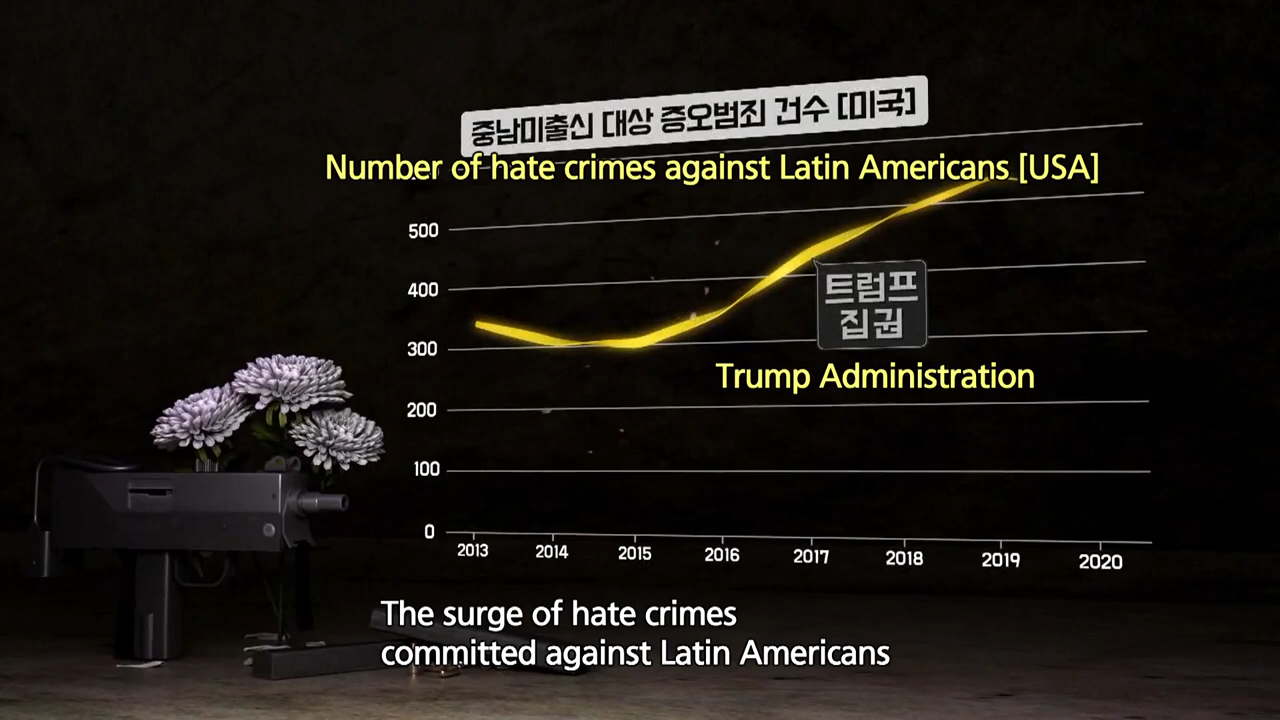 중남미출신 대상 증오범죄 건수 [미국]
Number of hate crimes against Latin Americans [USA]
500
400
300
200
100
0
트럼프
집권
Trump Administration
2013 2014 2015 2016 2017 2018 2019 2020
The surge of hate crimes
committed against Latin Americans